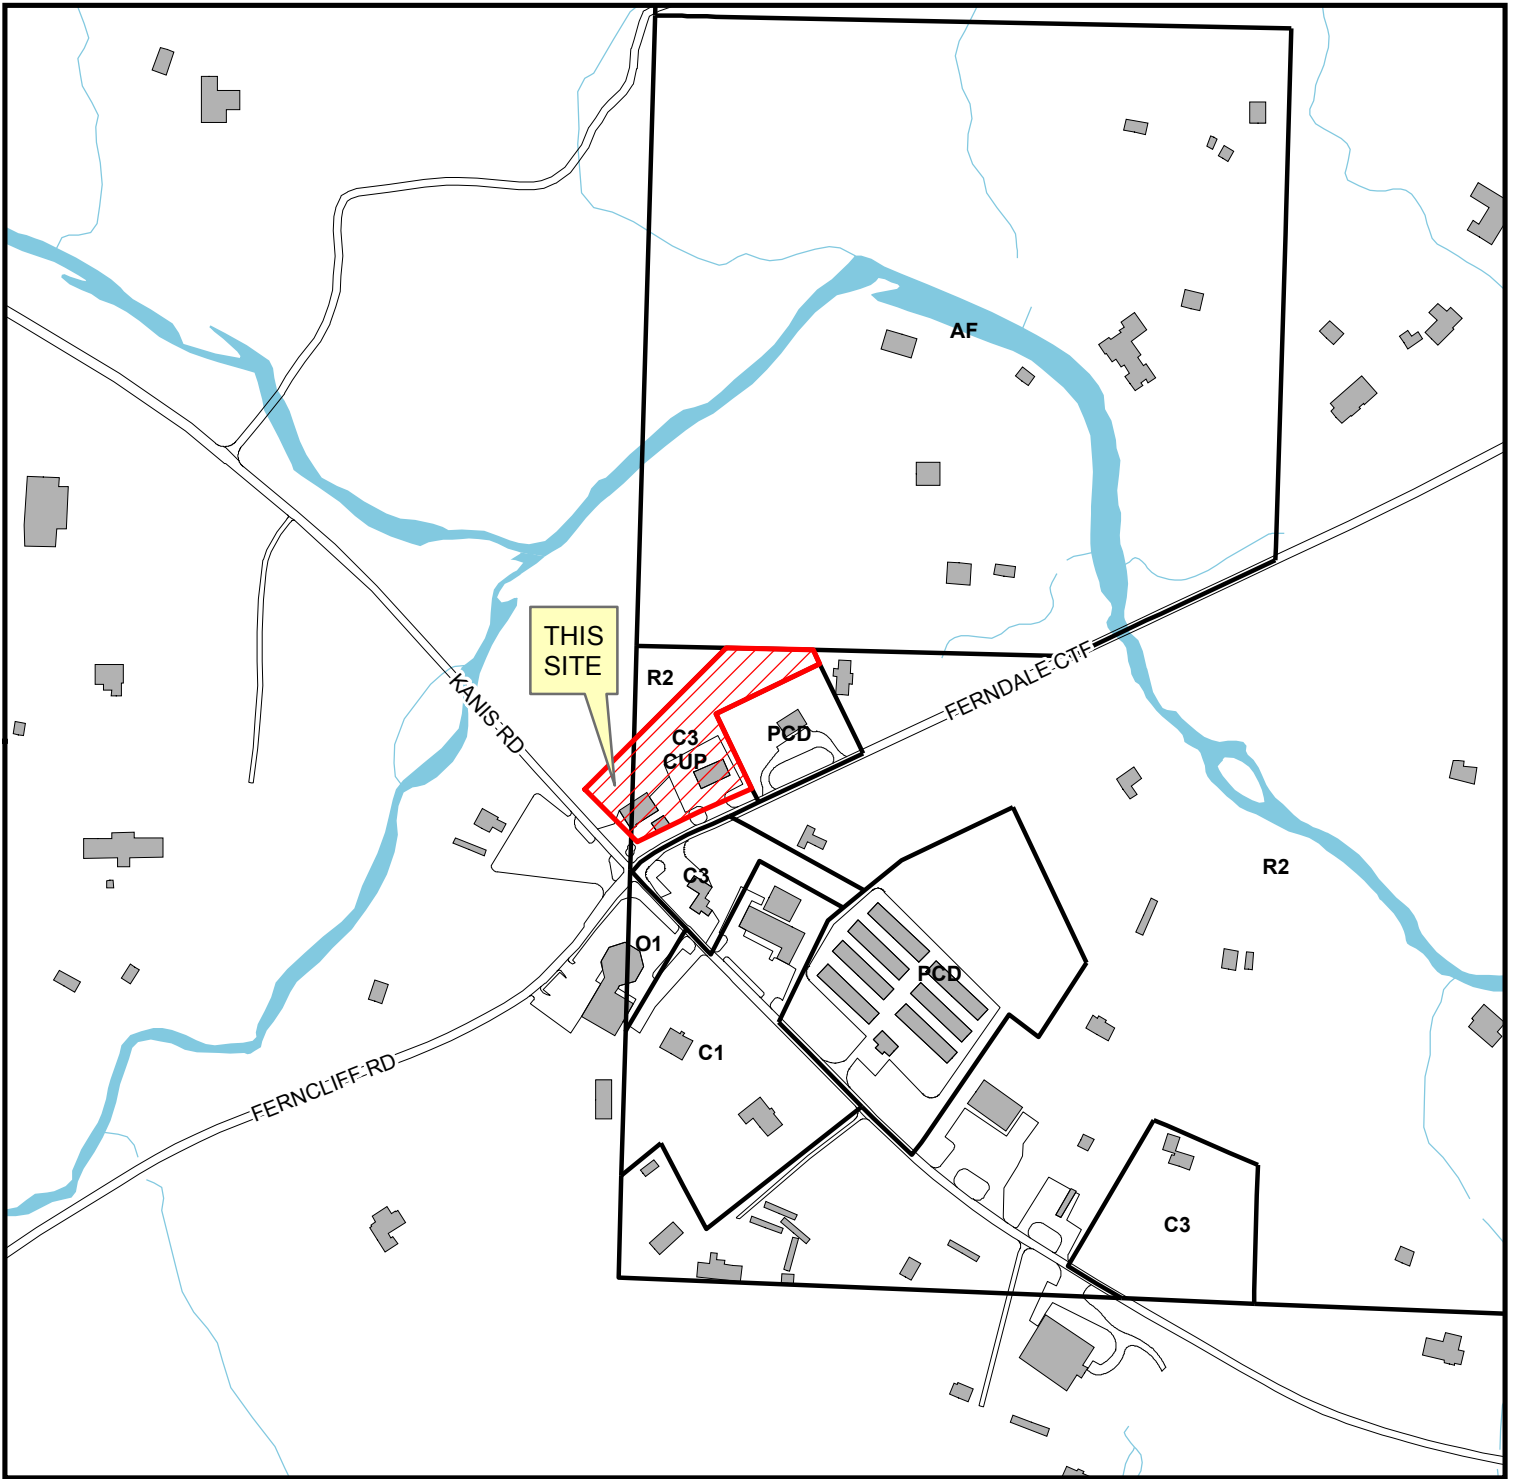 AF
THIS
SITE
R2
KANIS RD
FERNDALE CTF
C3
CUP
PCD
R2
C3
O1
PCD
C1
FERNCLIFF RD
C3